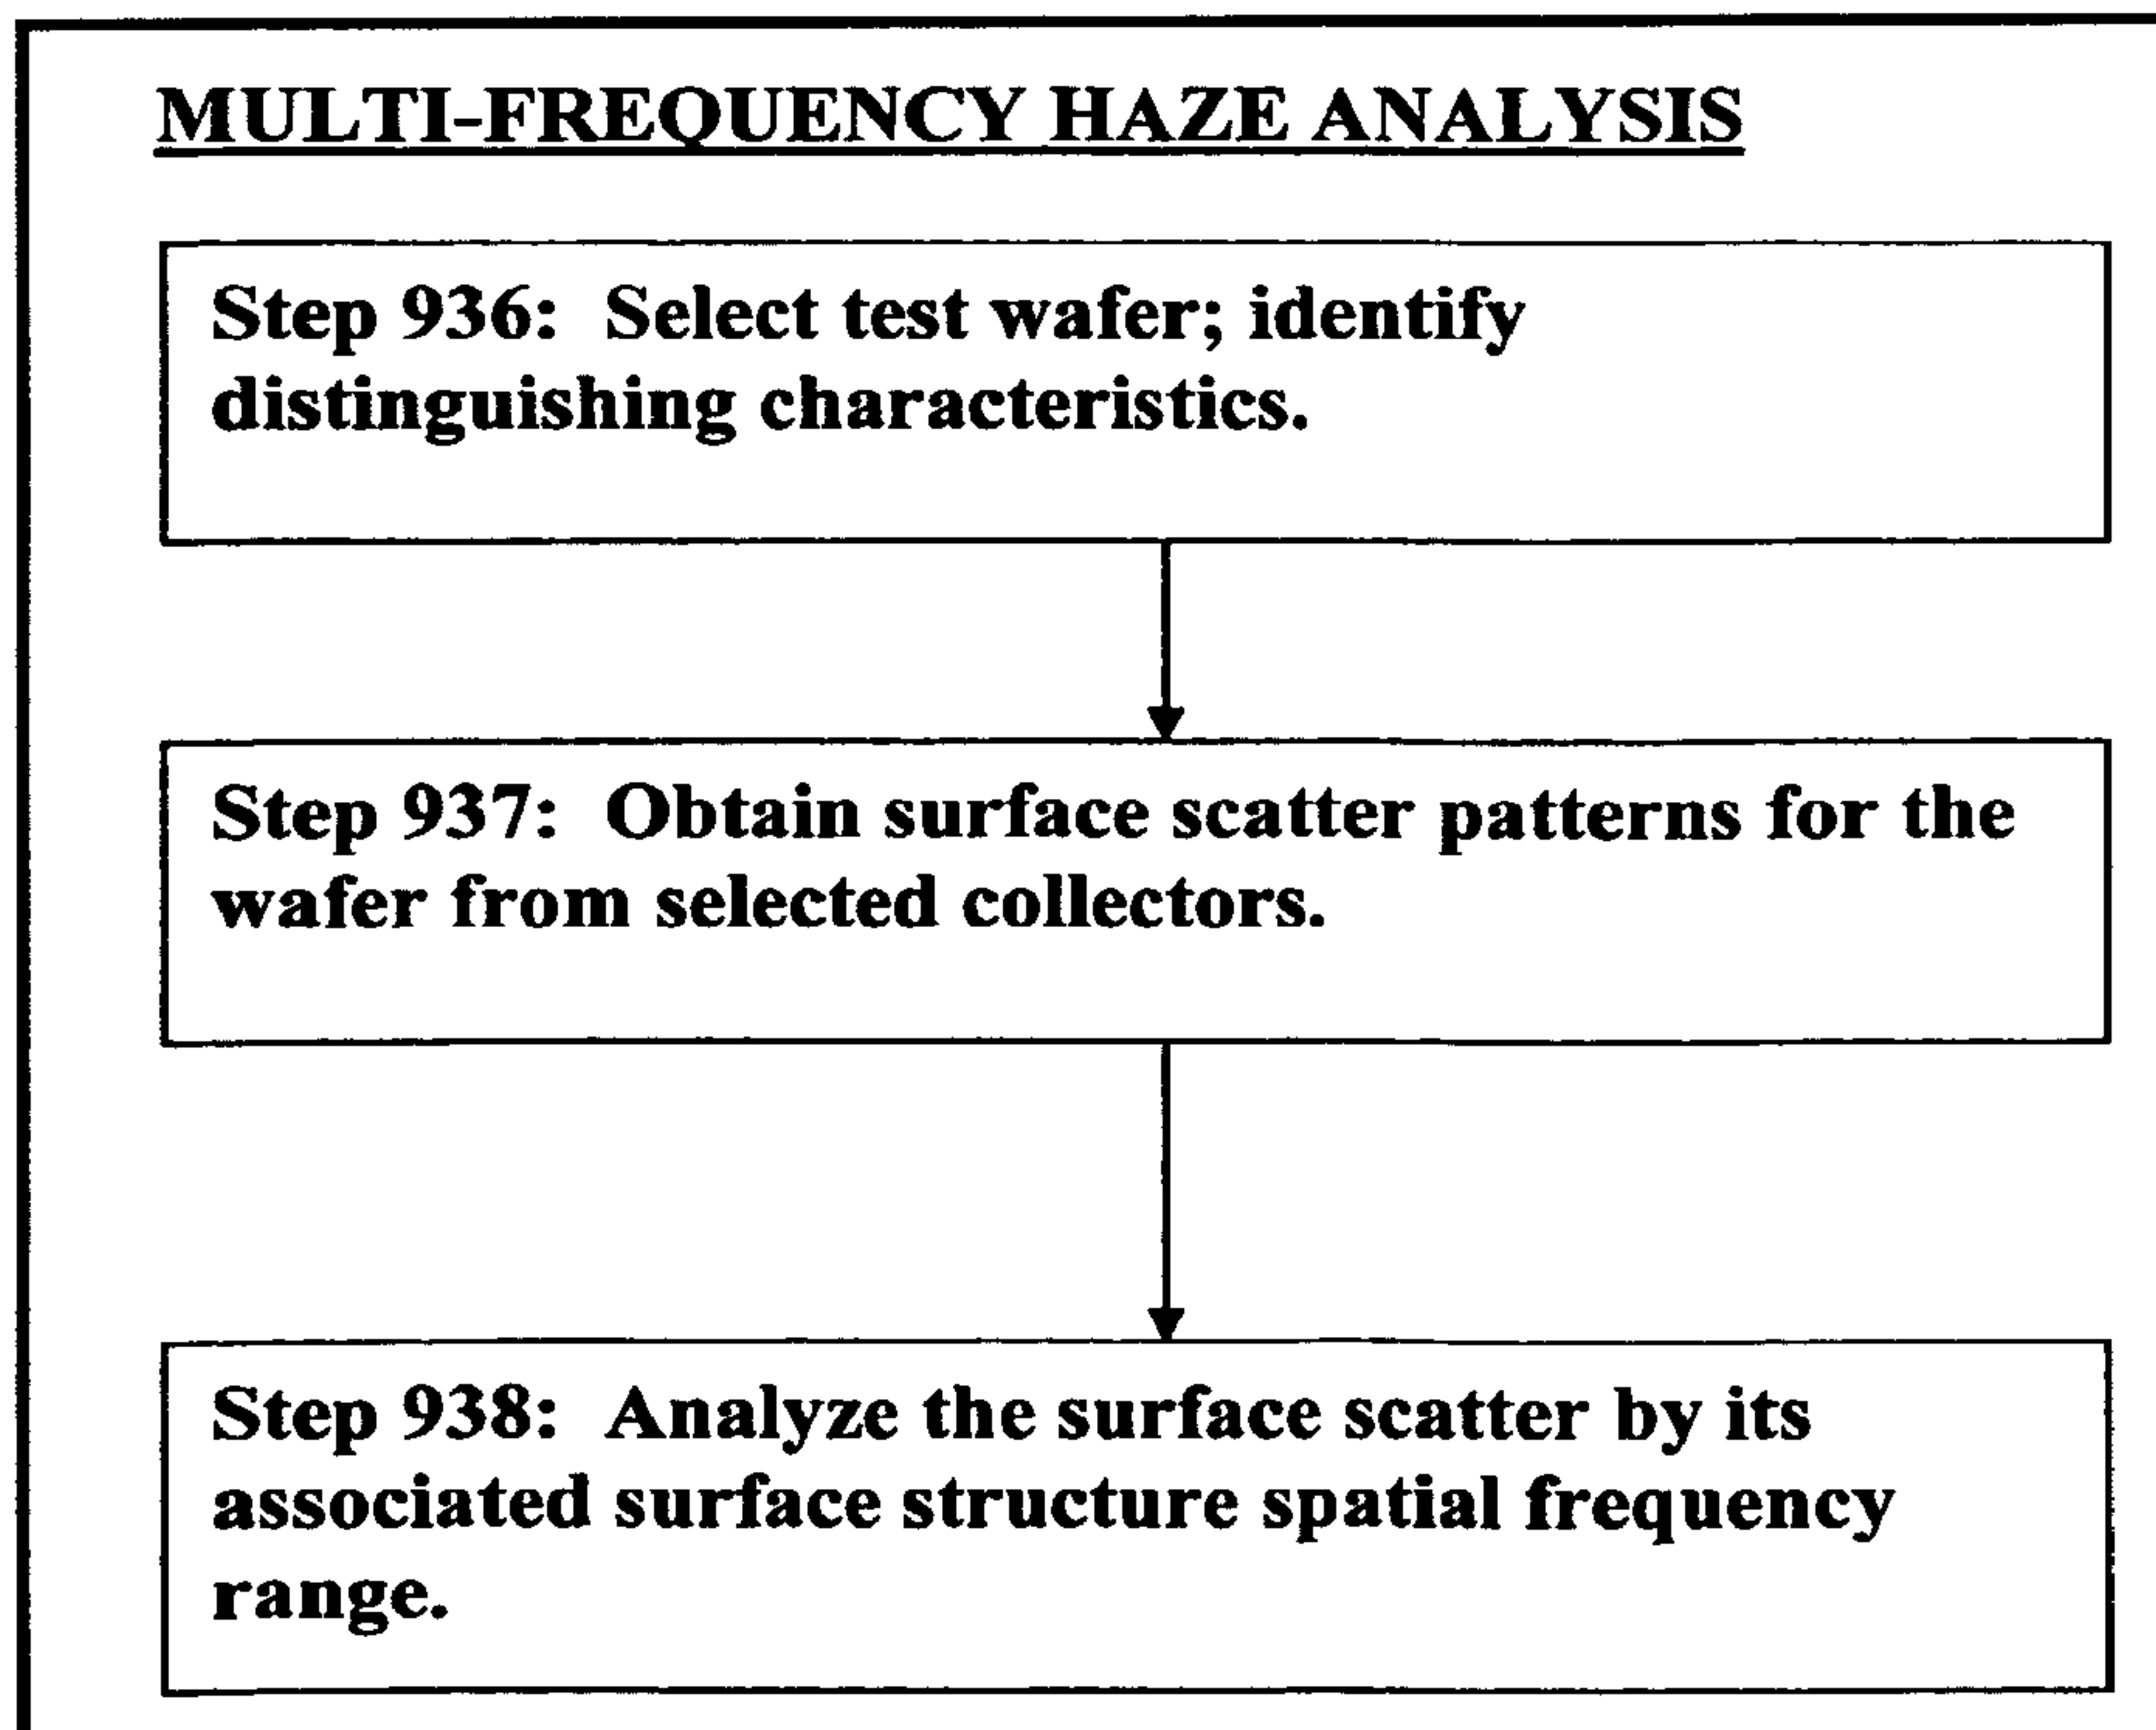 MULTI-FREQUENCY HAZE ANALYSIS
Step 936: Select test wafer; identify
distinguishing characteristics.
Step 937: Obtain surface scatter patterns for the
wafer from selected collectors.
Step 938: Analyze the surface scatter by its
associated surface structure spatial frequency
range.